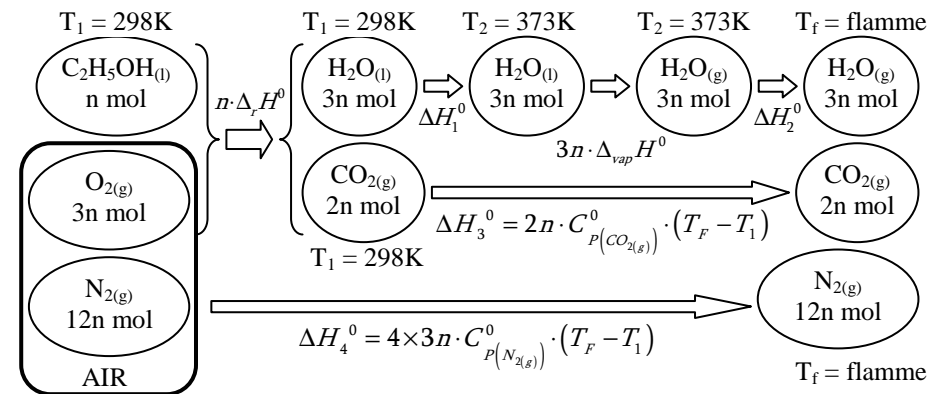 T₁ = 298K
T₁ = 298K
T₂ = 373K
T₂ = 373K
T_f = flamme
C₂H₅OH₍ₗ₎
n mol
n·Δ_rH⁰
H₂O₍ₗ₎
3n mol
ΔH₁⁰
H₂O₍ₗ₎
3n mol
3n·Δ_vapH⁰
H₂O₍g₎
3n mol
ΔH₂⁰
H₂O₍g₎
3n mol
O₂₍g₎
3n mol
CO₂₍g₎
2n mol
T₁ = 298K
ΔH₃⁰ = 2n·C⁰_P(CO₂(g))·(T_F − T₁)
CO₂₍g₎
2n mol
N₂₍g₎
12n mol
AIR
ΔH₄⁰ = 4×3n·C⁰_P(N₂(g))·(T_F − T₁)
N₂₍g₎
12n mol
T_f = flamme